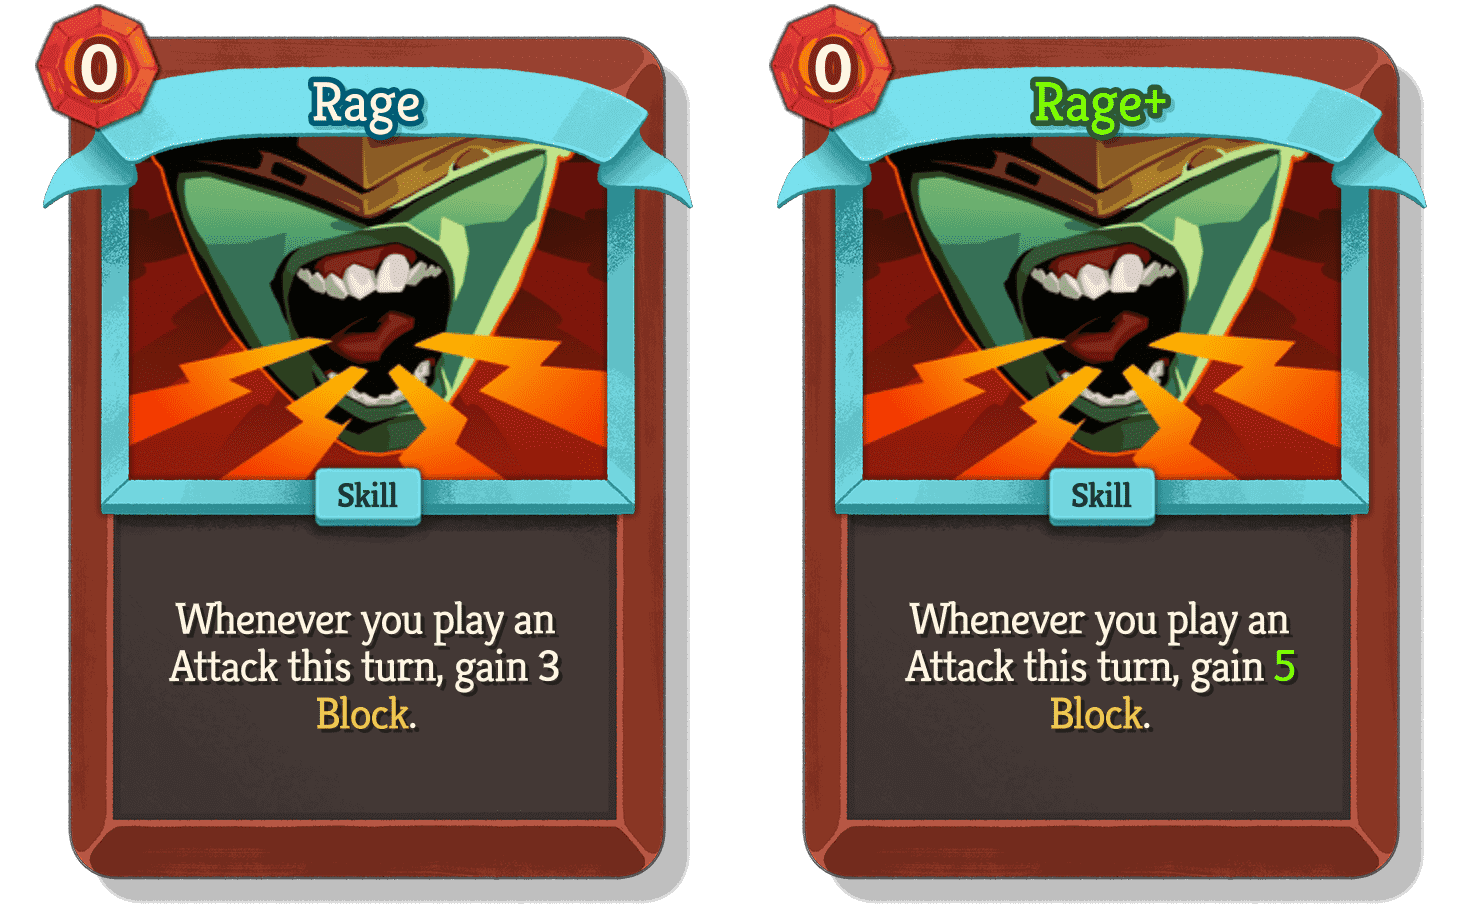 0
Rage
Skill
Whenever you play an
Attack this turn, gain 3
Block.
0
Rage+
Skill
Whenever you play an
Attack this turn, gain 5
Block.